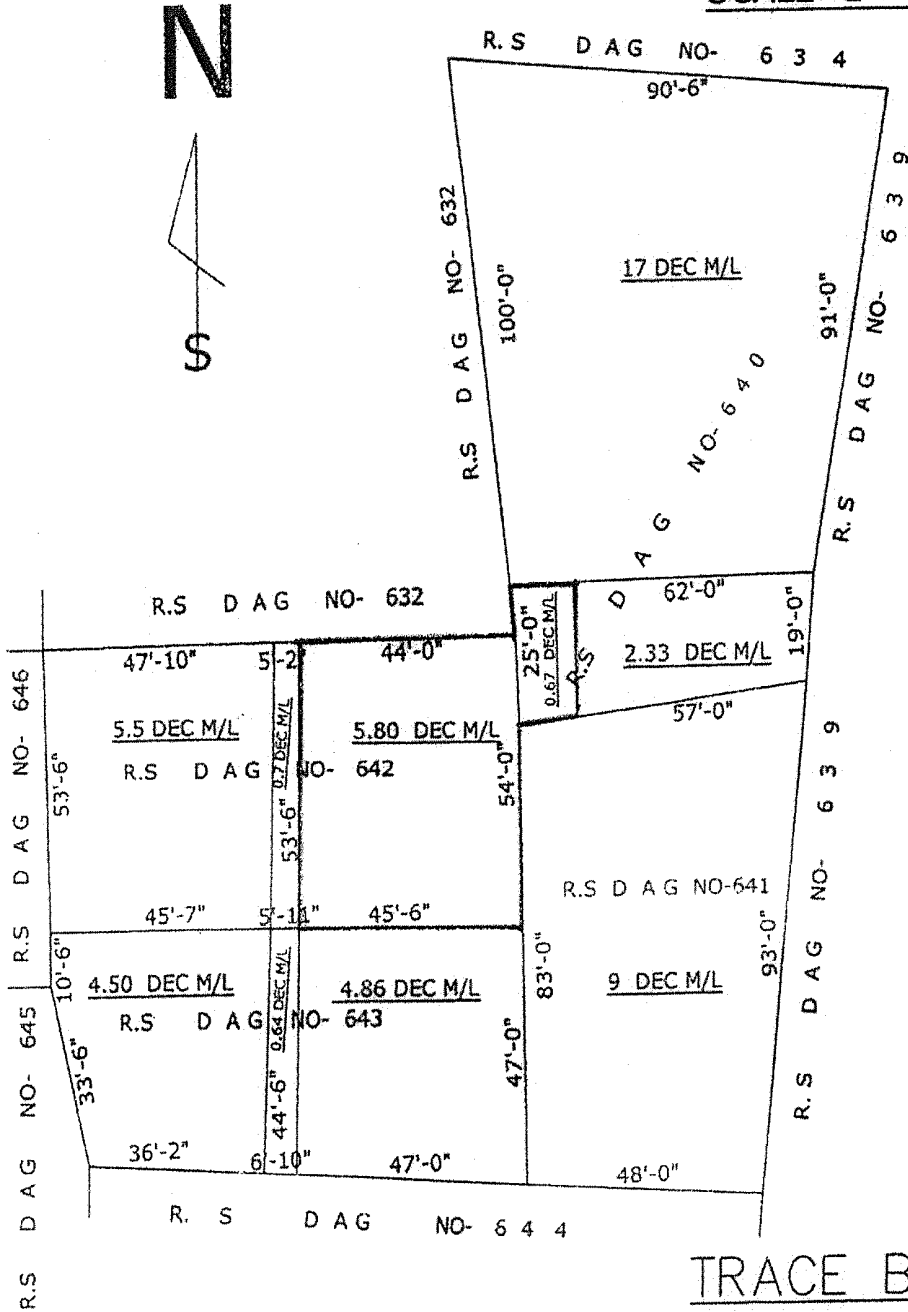 N
R.S DAG NO- 634
90'-6"
R.S DAG NO- 632
100'-0"
17 DEC M/L
91'-0"
R.S DAG NO- 639
S
R.S DAG NO-640
R.S DAG NO- 632
62'-0"
25'-0"
0.67 DEC M/L
2.33 DEC M/L
19'-0"
47'-10"
5'-2"
44'-0"
57'-0"
R.S DAG NO- 646
53'-6"
5.5 DEC M/L
0.7 DEC M/L
5.80 DEC M/L
R.S DAG NO- 642
54'-0"
53'-6"
R.S DAG NO- 639
R.S DAG NO-641
45'-7"
5'-11"
45'-6"
10'-6"
4.50 DEC M/L
0.64 DEC M/L
4.86 DEC M/L
83'-0"
9 DEC M/L
93'-0"
R.S DAG NO- 643
R.S DAG NO- 645
33'-6"
44'-6"
47'-0"
36'-2"
6'-10"
47'-0"
48'-0"
R. S DAG NO- 644
TRACE B